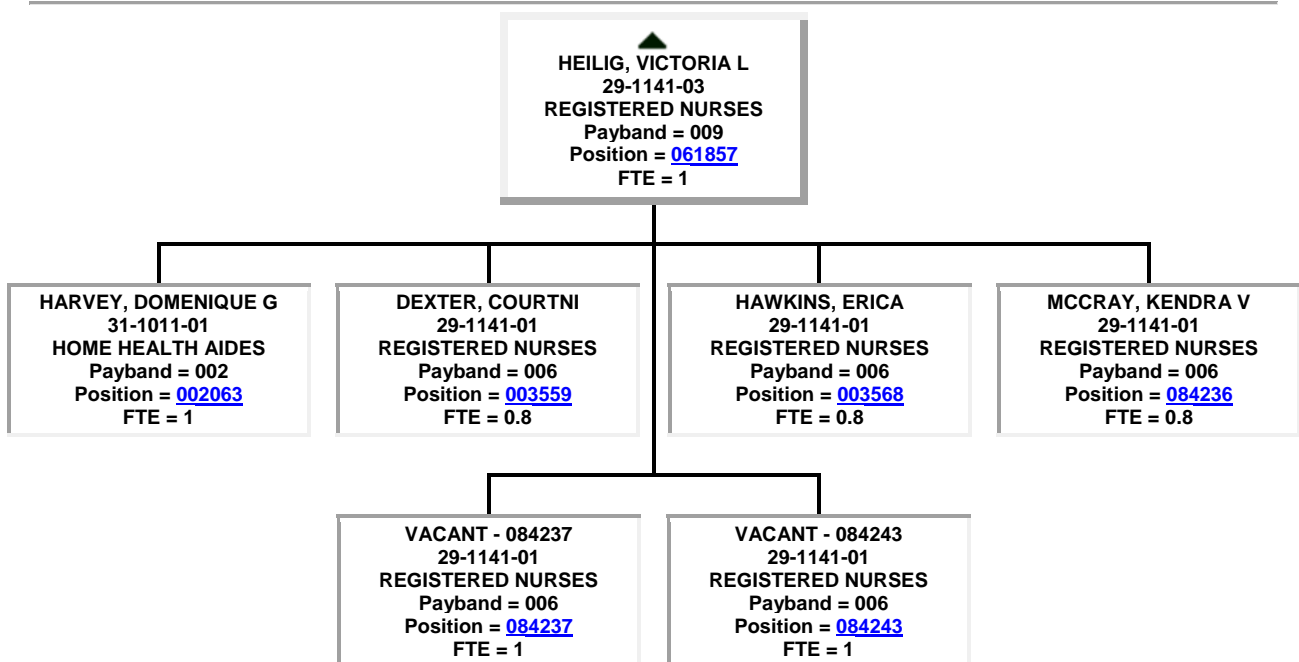 HEILIG, VICTORIA L
29-1141-03
REGISTERED NURSES
Payband = 009
Position = 061857
FTE = 1
HARVEY, DOMENIQUE G
31-1011-01
HOME HEALTH AIDES
Payband = 002
Position = 002063
FTE = 1
DEXTER, COURTNI
29-1141-01
REGISTERED NURSES
Payband = 006
Position = 003559
FTE = 0.8
HAWKINS, ERICA
29-1141-01
REGISTERED NURSES
Payband = 006
Position = 003568
FTE = 0.8
MCCRAY, KENDRA V
29-1141-01
REGISTERED NURSES
Payband = 006
Position = 084236
FTE = 0.8
VACANT - 084237
29-1141-01
REGISTERED NURSES
Payband = 006
Position = 084237
FTE = 1
VACANT - 084243
29-1141-01
REGISTERED NURSES
Payband = 006
Position = 084243
FTE = 1